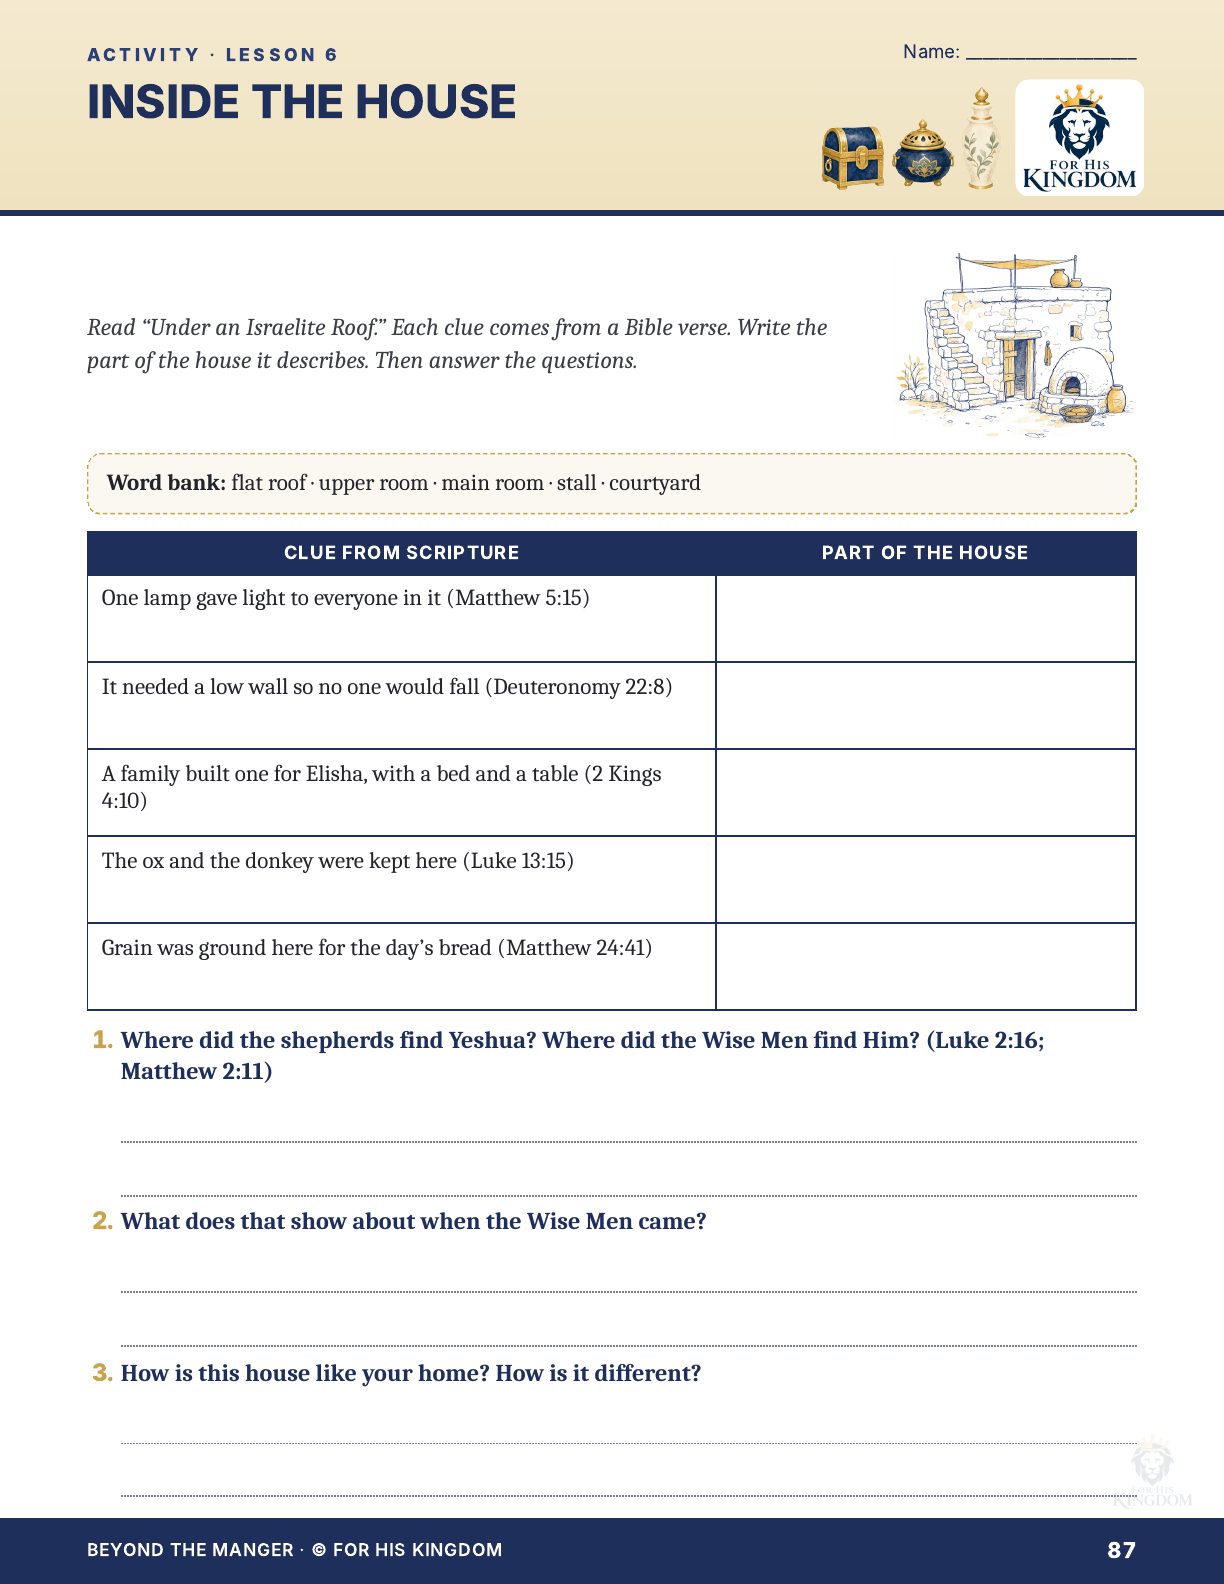 ACTIVITY · LESSON 6
Name: ___________________
INSIDE THE HOUSE
FOR HIS
KINGDOM
Read “Under an Israelite Roof.” Each clue comes from a Bible verse. Write the
part of the house it describes. Then answer the questions.
Word bank: flat roof · upper room · main room · stall · courtyard
CLUE FROM SCRIPTURE
PART OF THE HOUSE
One lamp gave light to everyone in it (Matthew 5:15)
It needed a low wall so no one would fall (Deuteronomy 22:8)
A family built one for Elisha, with a bed and a table (2 Kings
4:10)
The ox and the donkey were kept here (Luke 13:15)
Grain was ground here for the day’s bread (Matthew 24:41)
1. Where did the shepherds find Yeshua? Where did the Wise Men find Him? (Luke 2:16;
Matthew 2:11)
2. What does that show about when the Wise Men came?
3. How is this house like your home? How is it different?
FOR HIS
KINGDOM
BEYOND THE MANGER · © FOR HIS KINGDOM
87